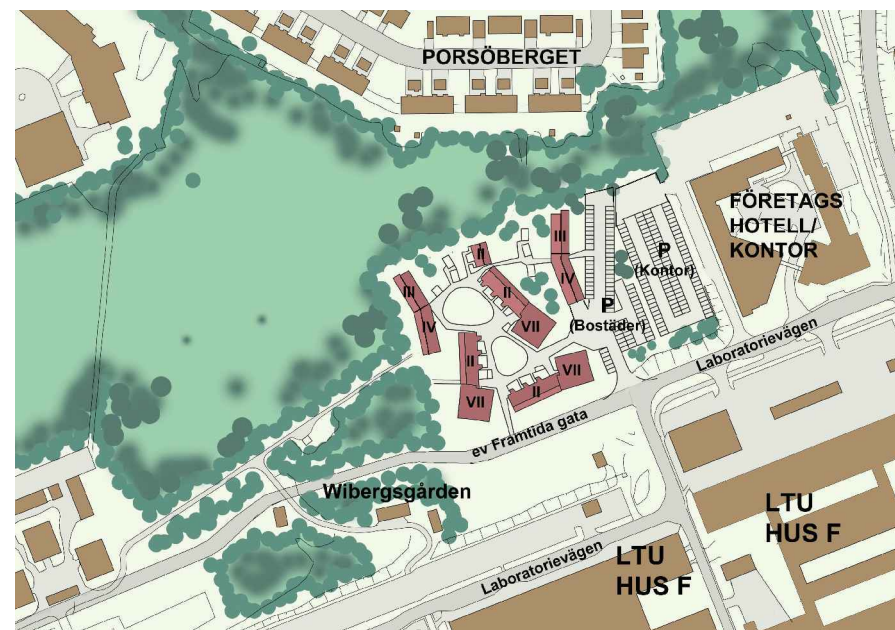 PORSÖBERGET
FÖRETAGS
HOTELL/
KONTOR
III
II
P
(Kontor)
IV
III
II
P
(Bostäder)
IV
VII
Laboratorievägen
II
VII
II
VII
ev Framtida gata
Wibergsgården
LTU
HUS F
Laboratorievägen
LTU
HUS F